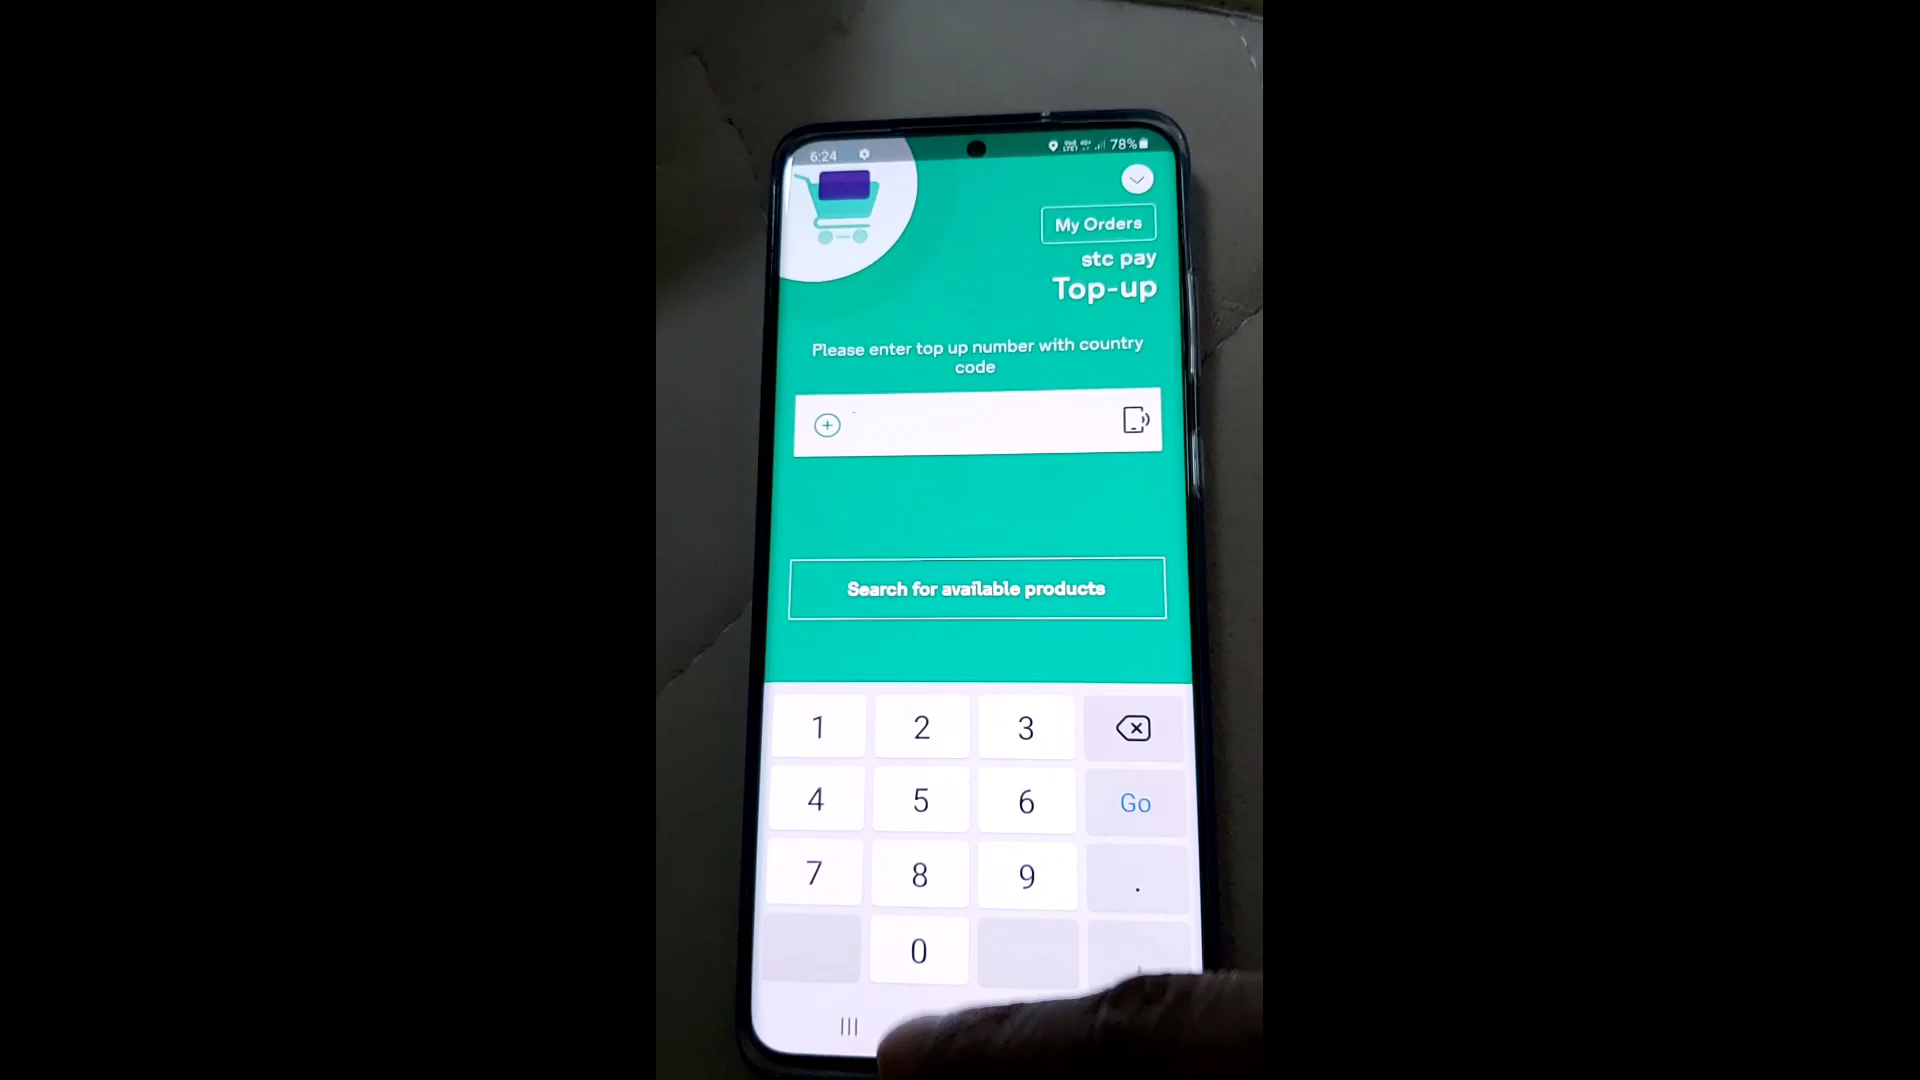 6:24
78%
My Orders
stc pay
Top-up
Please enter top up number with country
code
Search for available products
1 2 3
4 5 6 Go
7 8 9 .
0